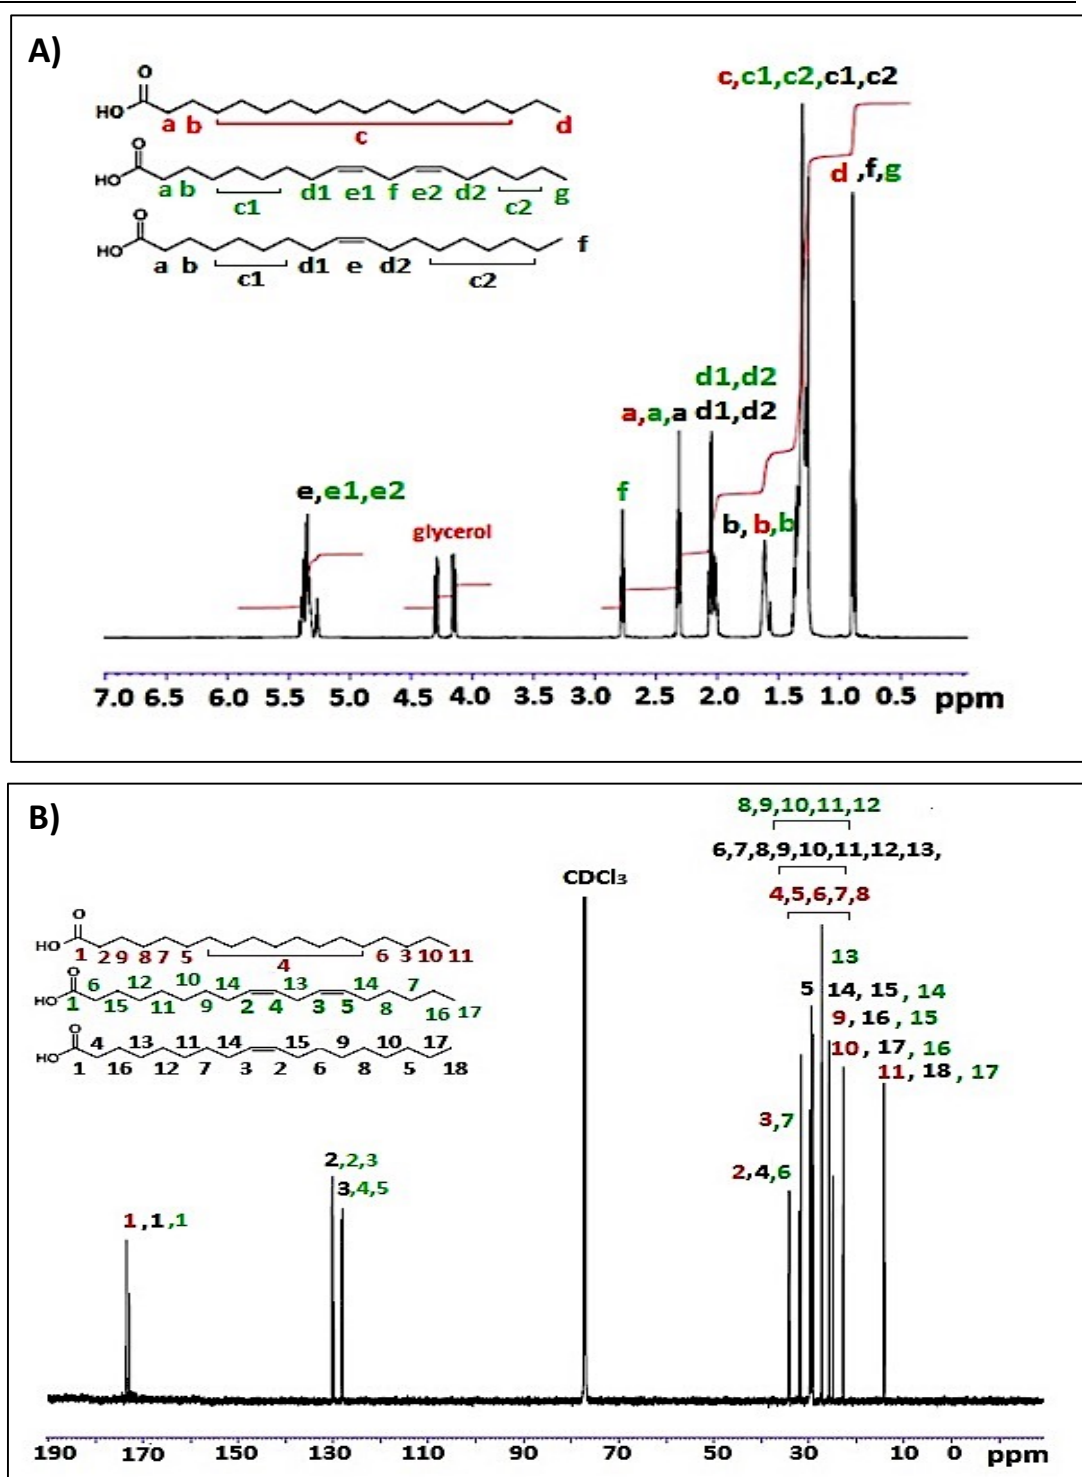 A)
c,c1,c2,c1,c2
O
HO
a b c d
d ,f,g
O
HO
a b c1 d1 e1 f e2 d2 c2 g
O
HO
a b c1 d1 e d2 c2 f
d1,d2
a,a,a d1,d2
e,e1,e2
f
glycerol
b, b,b
7.0 6.5 6.0 5.5 5.0 4.5 4.0 3.5 3.0 2.5 2.0 1.5 1.0 0.5 ppm
B)
8,9,10,11,12
6,7,8,9,10,11,12,13,
CDCl₃
4,5,6,7,8
O
HO
1 2 9 8 7 5 4 6 3 10 11
13
O
6 12 10 14 13 14 7
HO
1 15 11 9 2 4 3 5 8 16 17
5 14, 15, 14
9, 16, 15
O
4 13 11 14 15 9 10 17
HO
1 16 12 7 3 2 6 8 5 18
10, 17, 16
11, 18, 17
3,7
2,4,6
2,2,3
3,4,5
1 ,1 ,1
190 170 150 130 110 90 70 50 30 10 0 ppm